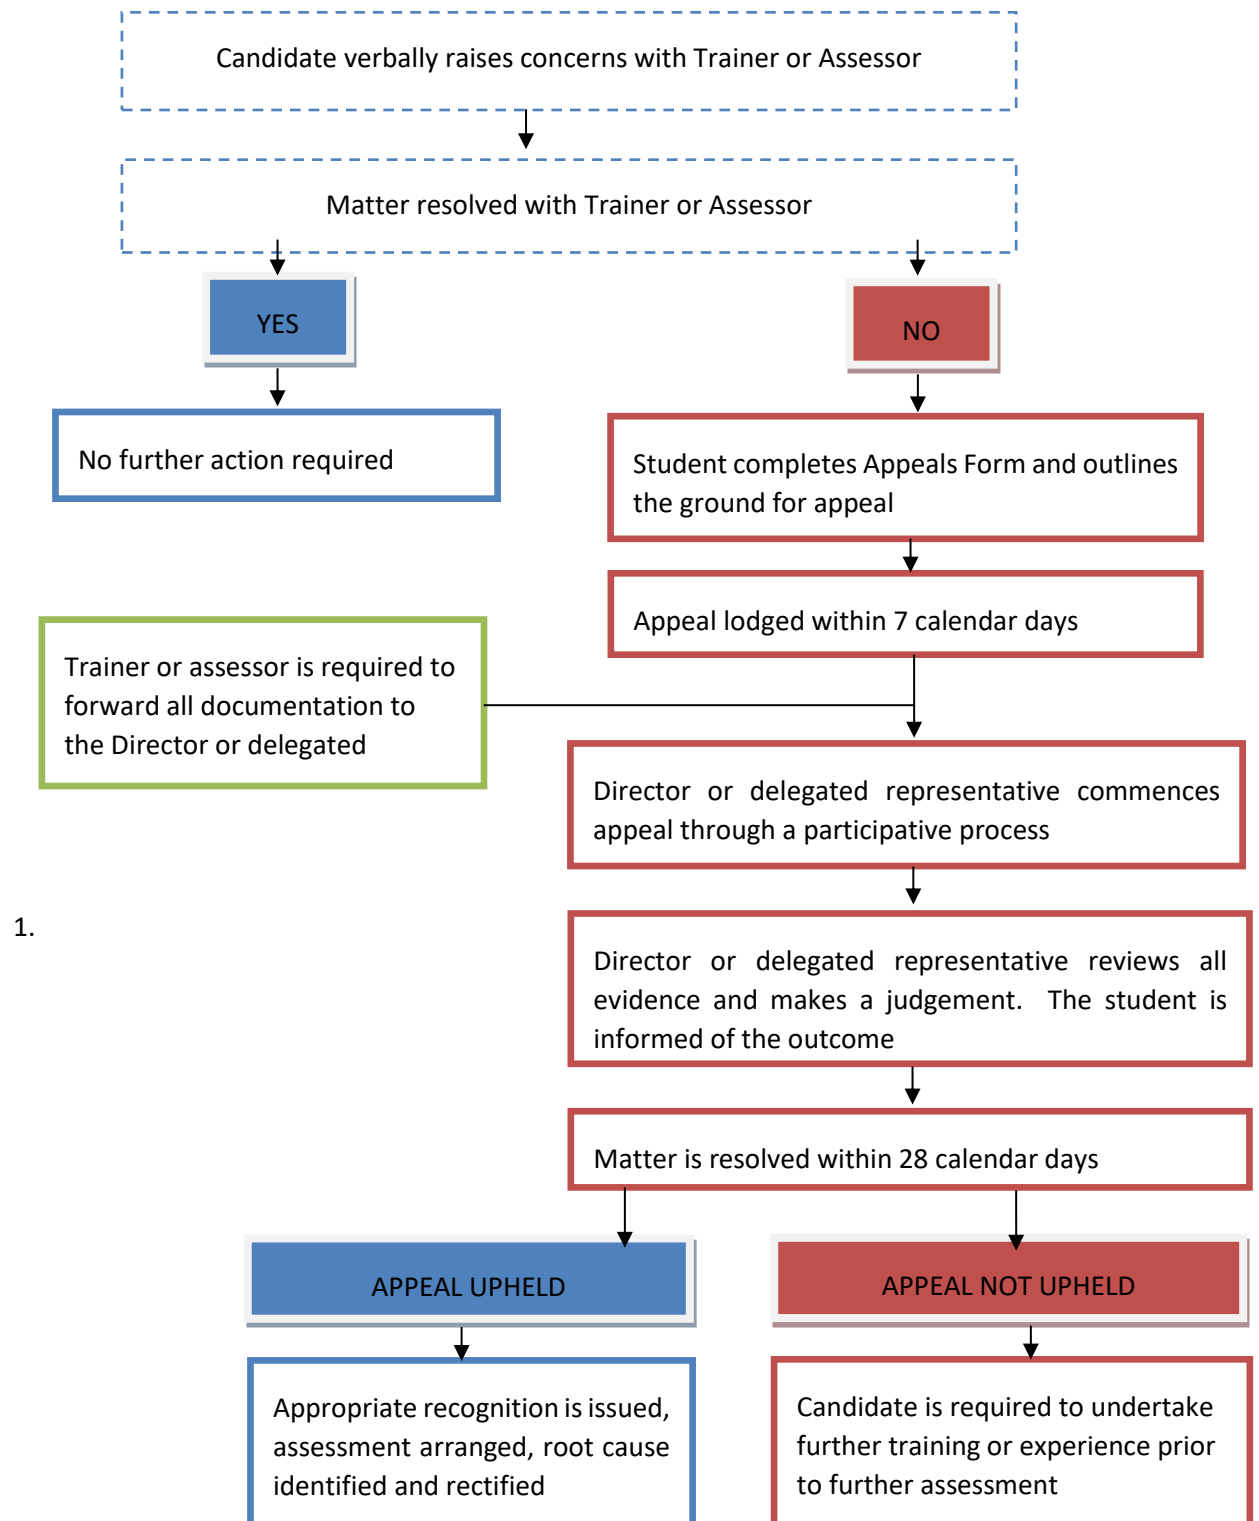 Candidate verbally raises concerns with Trainer or Assessor
Matter resolved with Trainer or Assessor
YES
NO
No further action required
Student completes Appeals Form and outlines
the ground for appeal
Appeal lodged within 7 calendar days
Trainer or assessor is required to
forward all documentation to
the Director or delegated
Director or delegated representative commences
appeal through a participative process
1.
Director or delegated representative reviews all
evidence and makes a judgement. The student is
informed of the outcome
Matter is resolved within 28 calendar days
APPEAL UPHELD
APPEAL NOT UPHELD
Appropriate recognition is issued,
assessment arranged, root cause
identified and rectified
Candidate is required to undertake
further training or experience prior
to further assessment